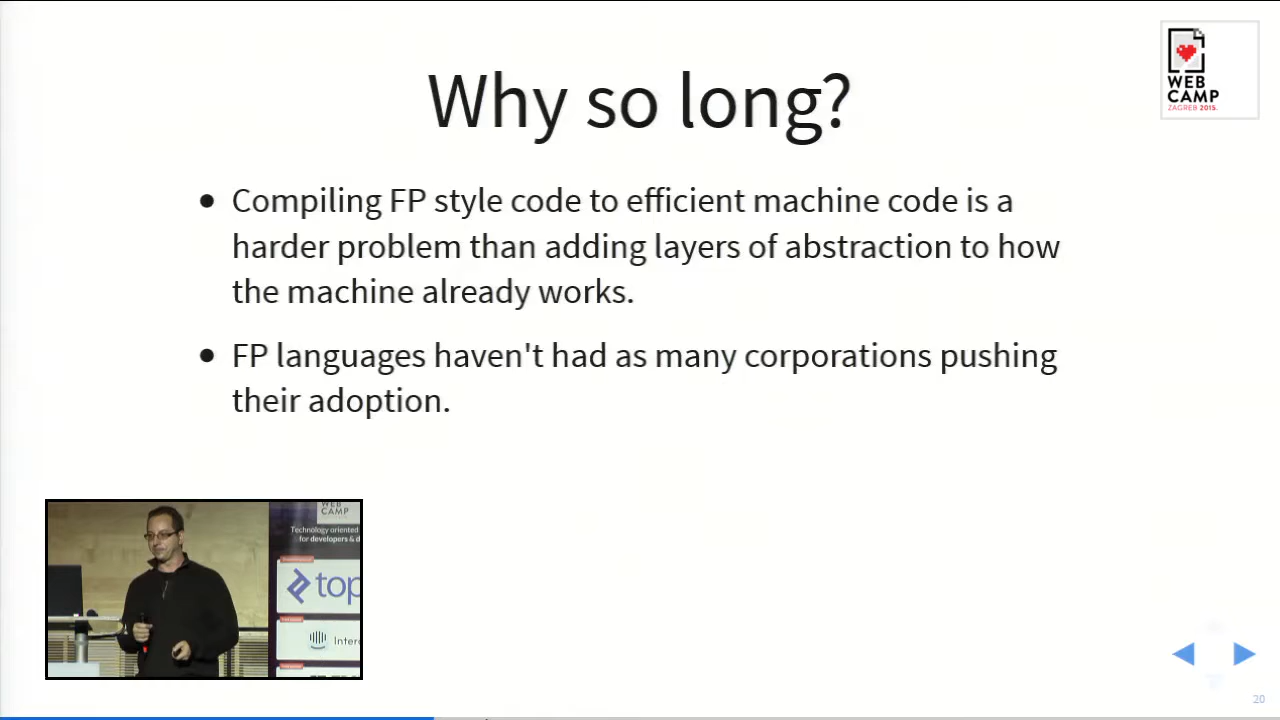 Why so long?
WEB
CAMP
ZAGREB 2015.
• Compiling FP style code to efficient machine code is a
harder problem than adding layers of abstraction to how
the machine already works.
• FP languages haven't had as many corporations pushing
their adoption.
WEB
CAMP
Technology oriented
for developers & d
top
Inter
20